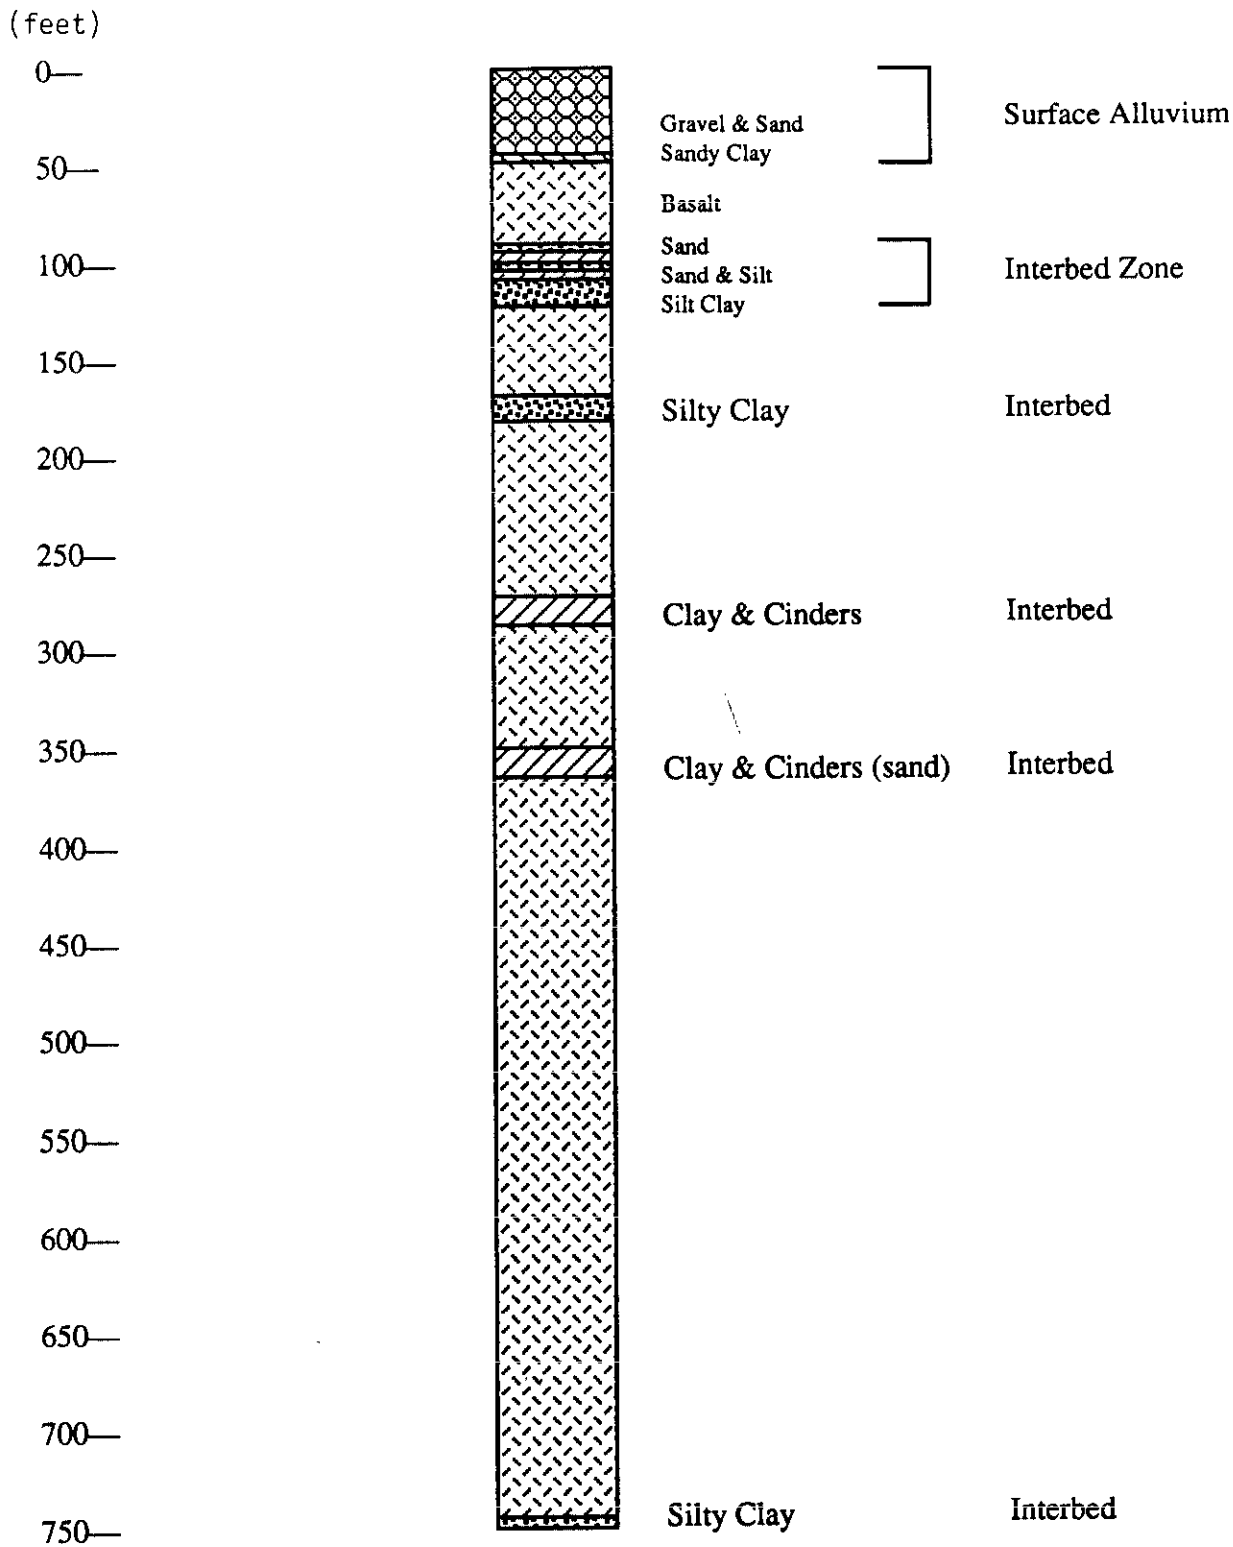 (feet)
0
Gravel & Sand
Surface Alluvium
Sandy Clay
50
Basalt
Sand
100
Sand & Silt
Interbed Zone
Silt Clay
150
Silty Clay
Interbed
200
250
Clay & Cinders
Interbed
300
350
Clay & Cinders (sand)
Interbed
400
450
500
550
600
650
700
Silty Clay
Interbed
750